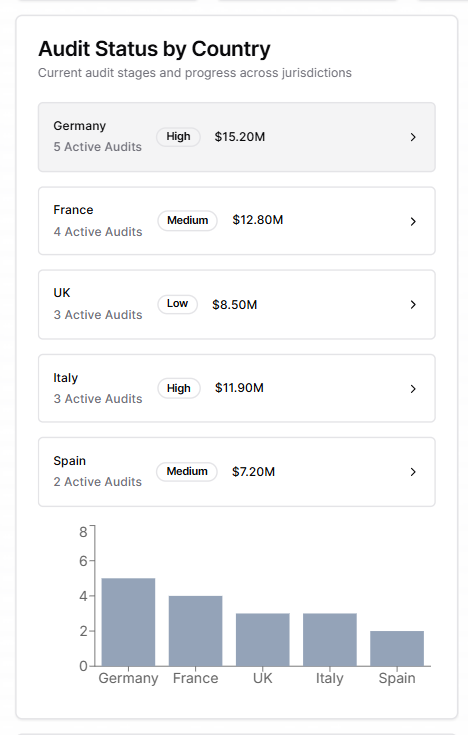 Audit Status by Country
Current audit stages and progress across jurisdictions
Germany
5 Active Audits
High
$15.20M
France
4 Active Audits
Medium
$12.80M
UK
3 Active Audits
Low
$8.50M
Italy
3 Active Audits
High
$11.90M
Spain
2 Active Audits
Medium
$7.20M
8
6
4
2
0
Germany France UK Italy Spain